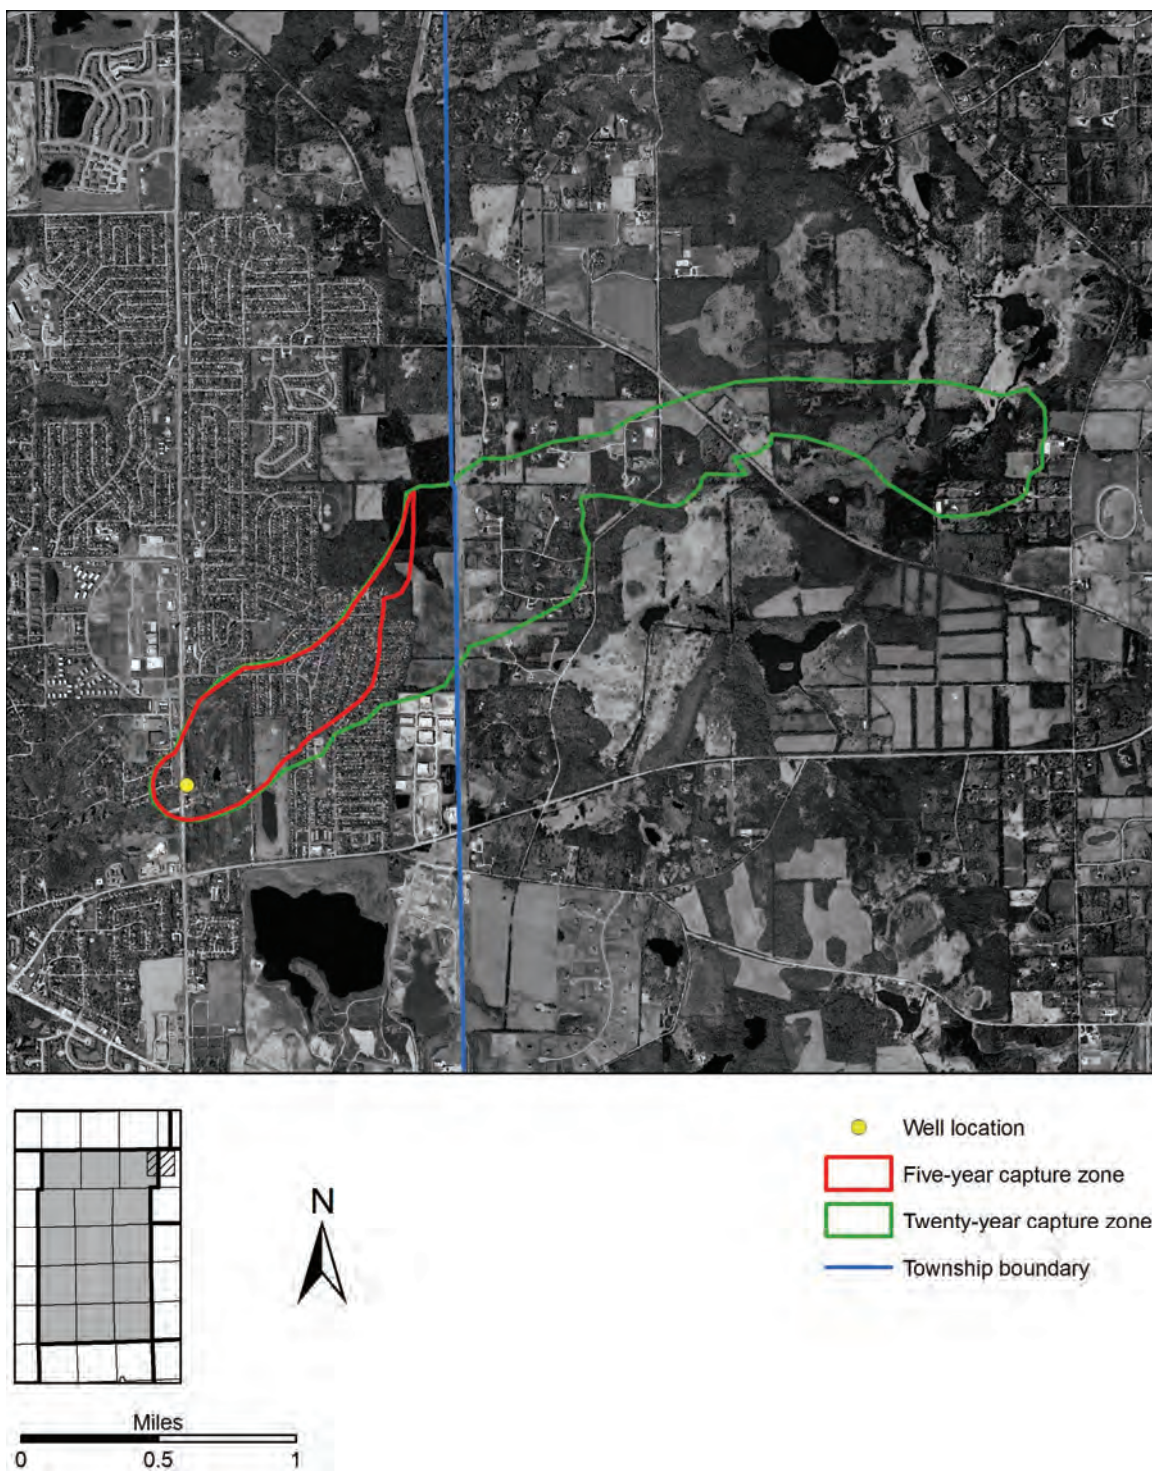 Well location
Five-year capture zone
N
Twenty-year capture zone
Township boundary
Miles
0 0.5 1